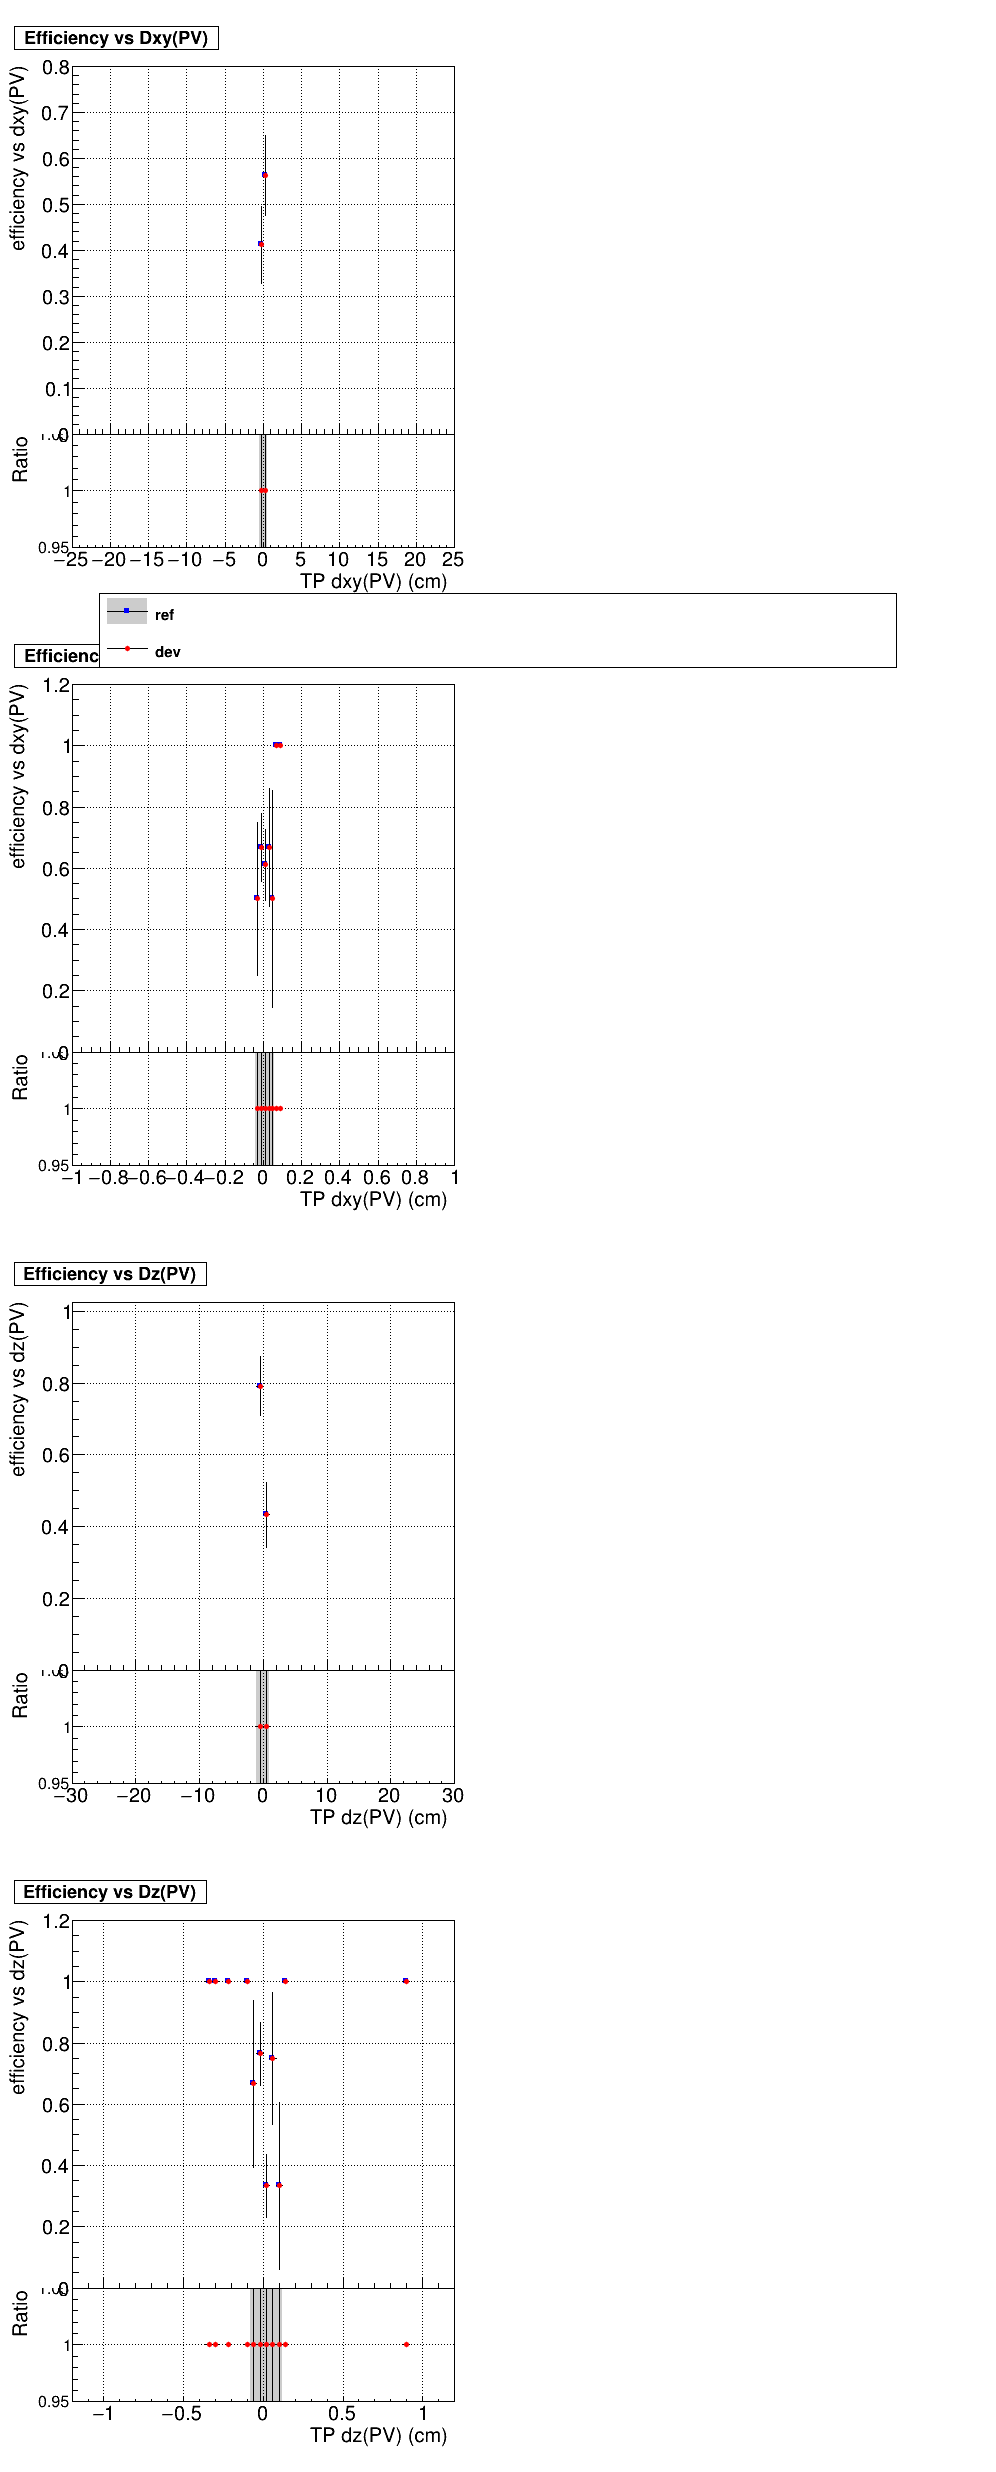 Efficiency vs Dxy(PV)
efficiency vs dxy(PV)
0.8
0.7
0.6
0.5
0.4
0.3
0.2
0.1
0
Ratio
1
0.95
−25 −20 −15 −10 −5 0 5 10 15 20 25
TP dxy(PV) (cm)
ref
dev
Efficienc
efficiency vs dxy(PV)
1.2
1
0.8
0.6
0.4
0.2
0
Ratio
1
0.95
−1 −0.8 −0.6 −0.4 −0.2 0 0.2 0.4 0.6 0.8 1
TP dxy(PV) (cm)
Efficiency vs Dz(PV)
efficiency vs dz(PV)
1
0.8
0.6
0.4
0.2
0
Ratio
1
0.95
−30 −20 −10 0 10 20 30
TP dz(PV) (cm)
Efficiency vs Dz(PV)
efficiency vs dz(PV)
1.2
1
0.8
0.6
0.4
0.2
0
Ratio
1
0.95
−1 −0.5 0 0.5 1
TP dz(PV) (cm)